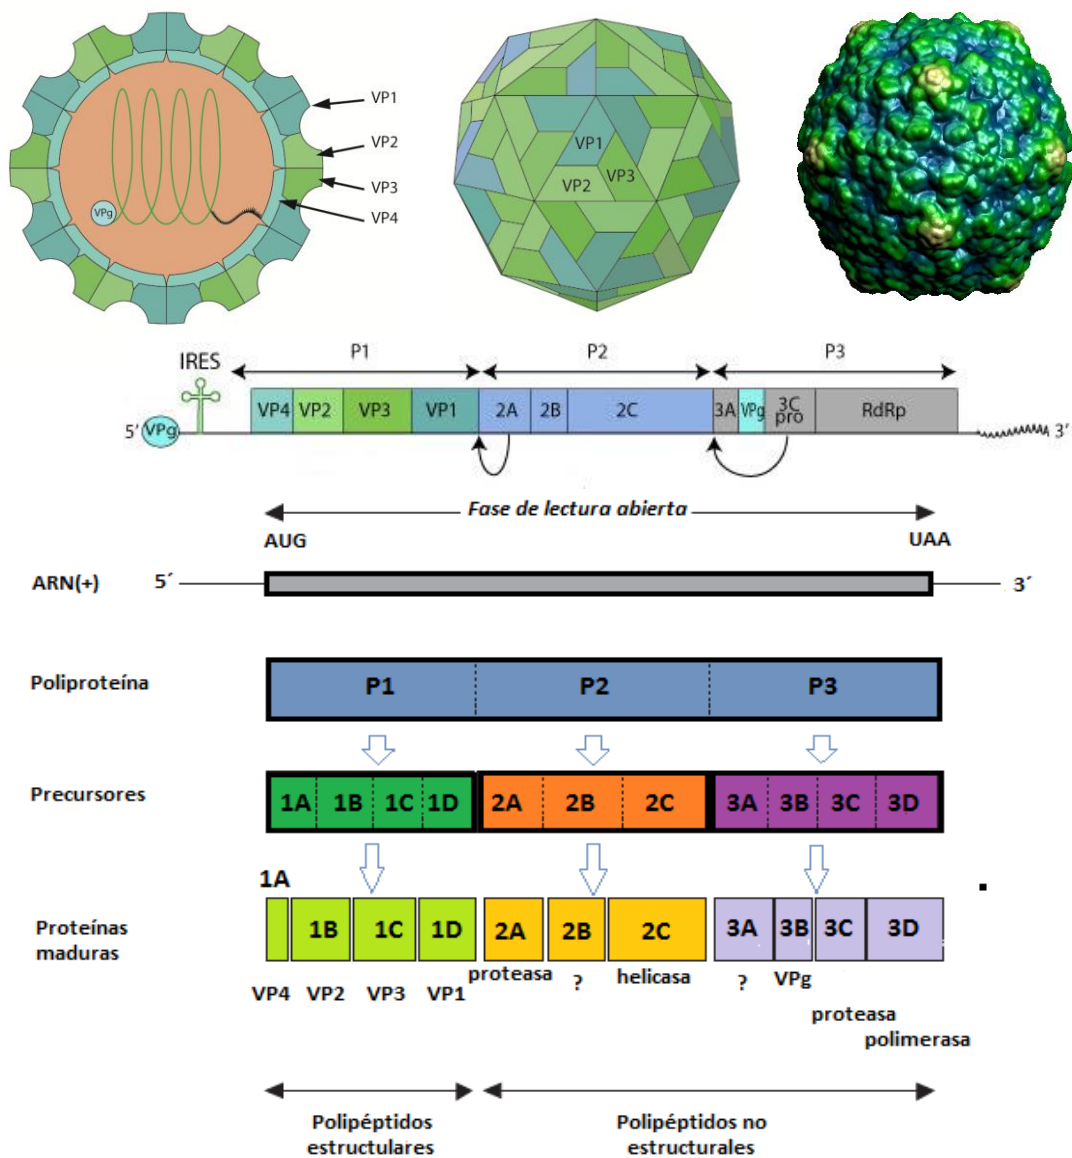 VP1
VP2
VP3
VP4
VPg
VP1
VP2
VP3
IRES
P1
P2
P3
VP4 VP2 VP3 VP1 2A 2B 2C 3A VPg 3C pro RdRp
5' VPg 3'
Fase de lectura abierta
AUG UAA
ARN(+) 5´ 3´
Poliproteína P1 P2 P3
Precursores 1A 1B 1C 1D 2A 2B 2C 3A 3B 3C 3D
1A
Proteínas
maduras
1B 1C 1D 2A 2B 2C 3A 3B 3C 3D
VP4 VP2 VP3 VP1 proteasa ? helicasa ? VPg
proteasa
polimerasa
Polipéptidos
estructulares
Polipéptidos no
estructurales